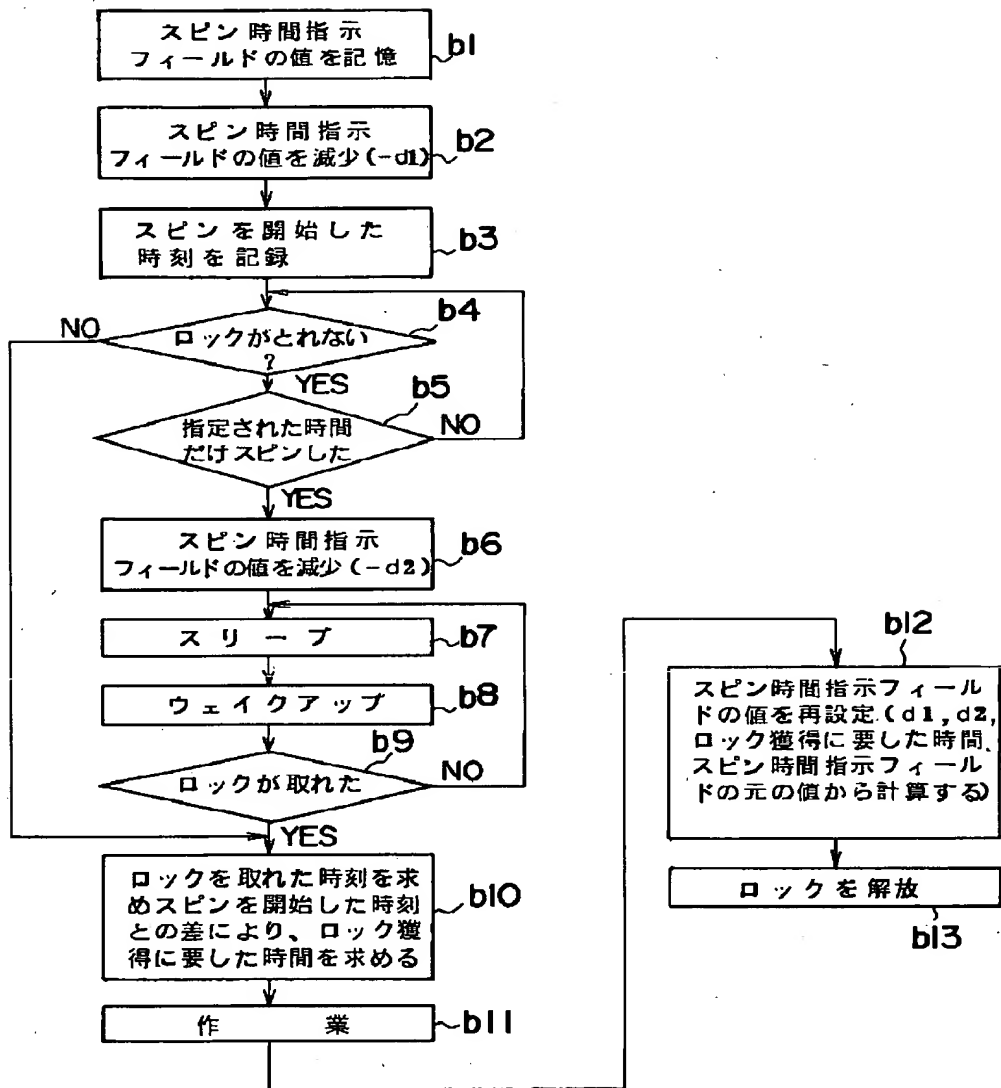 スピン時間指示
フィールドの値を記憶
b1
スピン時間指示
フィールドの値を減少(-d1)
b2
スピンを開始した
時刻を記録
b3
b4
NO
ロックがとれない
?
YES
b5
指定された時間
だけスピンした
NO
YES
スピン時間指示
フィールドの値を減少(-d2)
b6
スリープ
b7
ウェイクアップ
b8
b9
ロックが取れた
NO
YES
ロックを取れた時刻を求
めスピンを開始した時刻
との差により、ロック獲
得に要した時間を求める
b10
作業
b11
b12
スピン時間指示フィール
ドの値を再設定.(d1,d2,
ロック獲得に要した時間、
スピン時間指示フィール
ドの元の値から計算する)
ロックを解放
b13